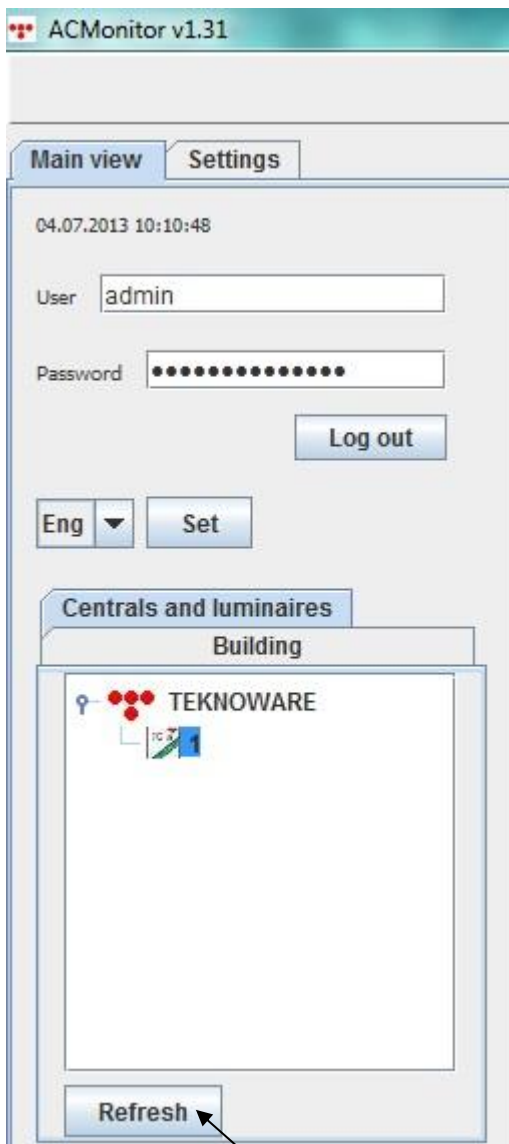 ACMonitor v1.31
Main view Settings
04.07.2013 10:10:48
User admin
Password ••••••••••••••
Log out
Eng Set
Centrals and luminaires
Building
TEKNOWARE
1
Refresh